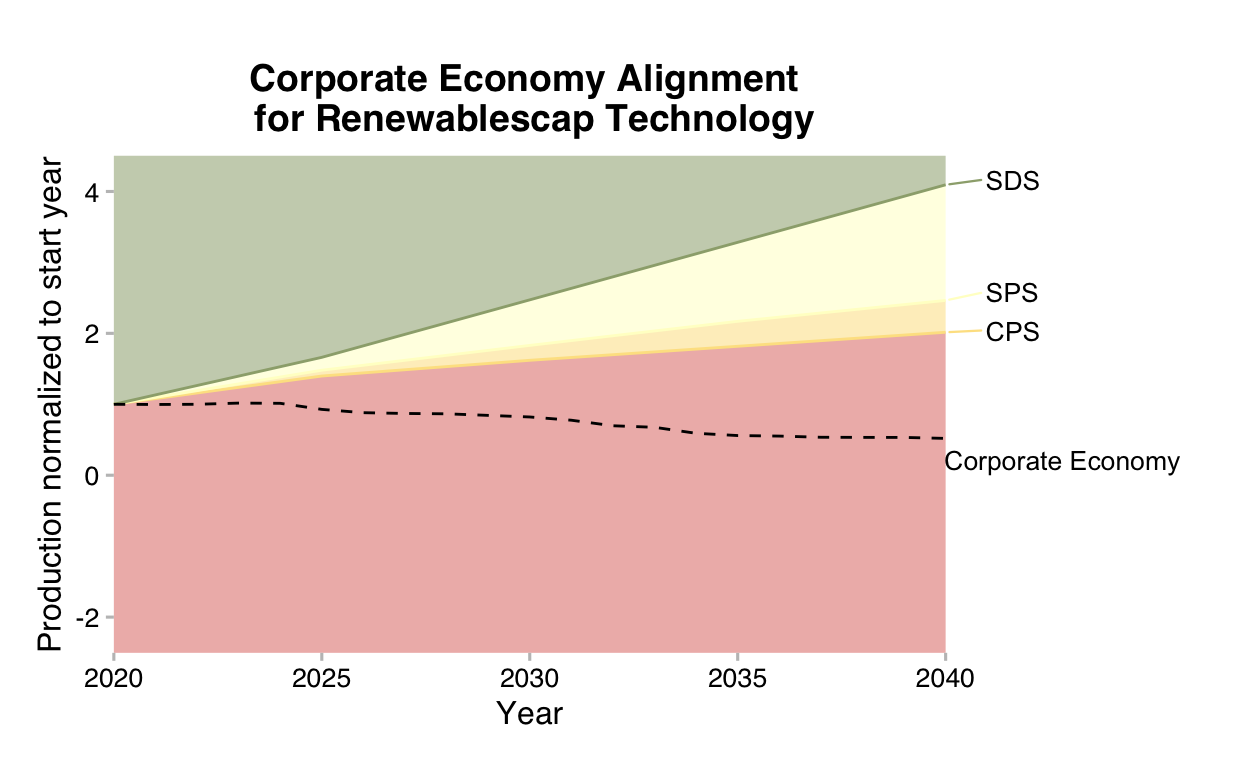 Corporate Economy Alignment
for Renewablescap Technology
Production normalized to start year
4
2
0
-2
SDS
SPS
CPS
Corporate Economy
2020 2025 2030 2035 2040
Year